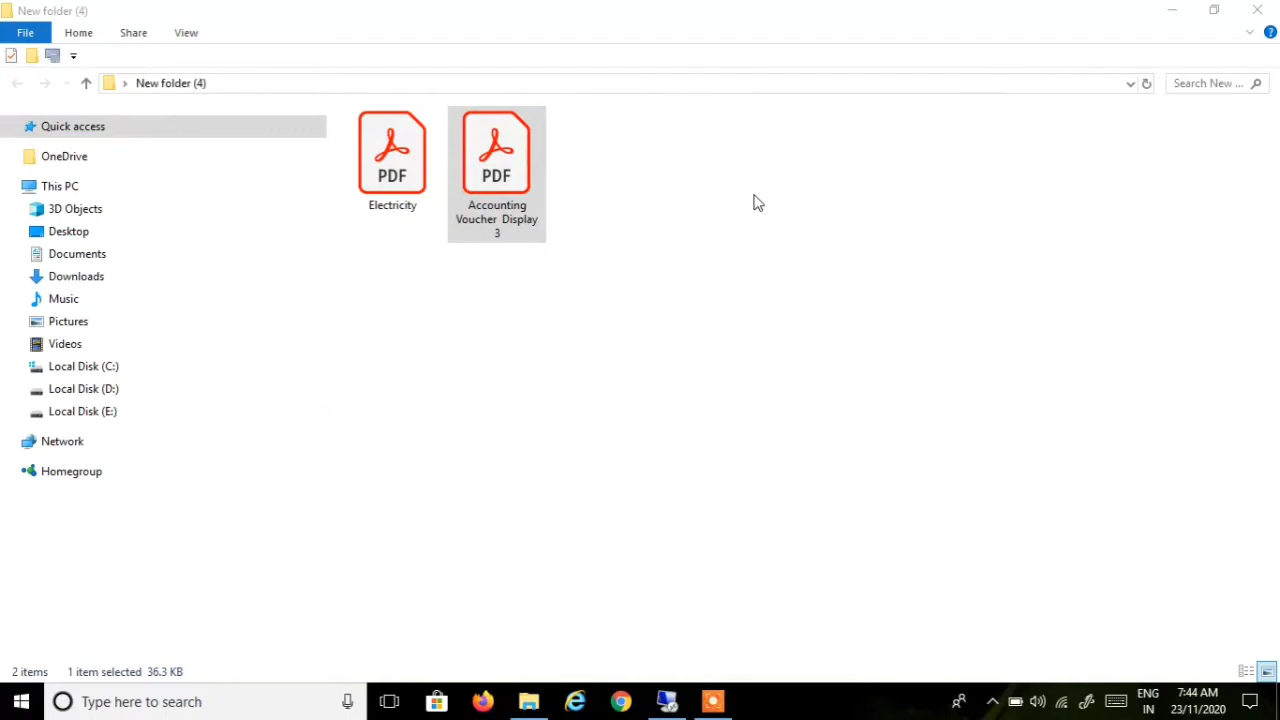 New folder (4)
File Home Share View
New folder (4) Search New ...
Quick access
OneDrive
This PC
3D Objects
Desktop
Documents
Downloads
Music
Pictures
Videos
Local Disk (C:)
Local Disk (D:)
Local Disk (E:)
Network
Homegroup
PDF
Electricity
PDF
Accounting
Voucher Display
3
2 items 1 item selected 36.3 KB
Type here to search
ENG
IN
7:44 AM
23/11/2020